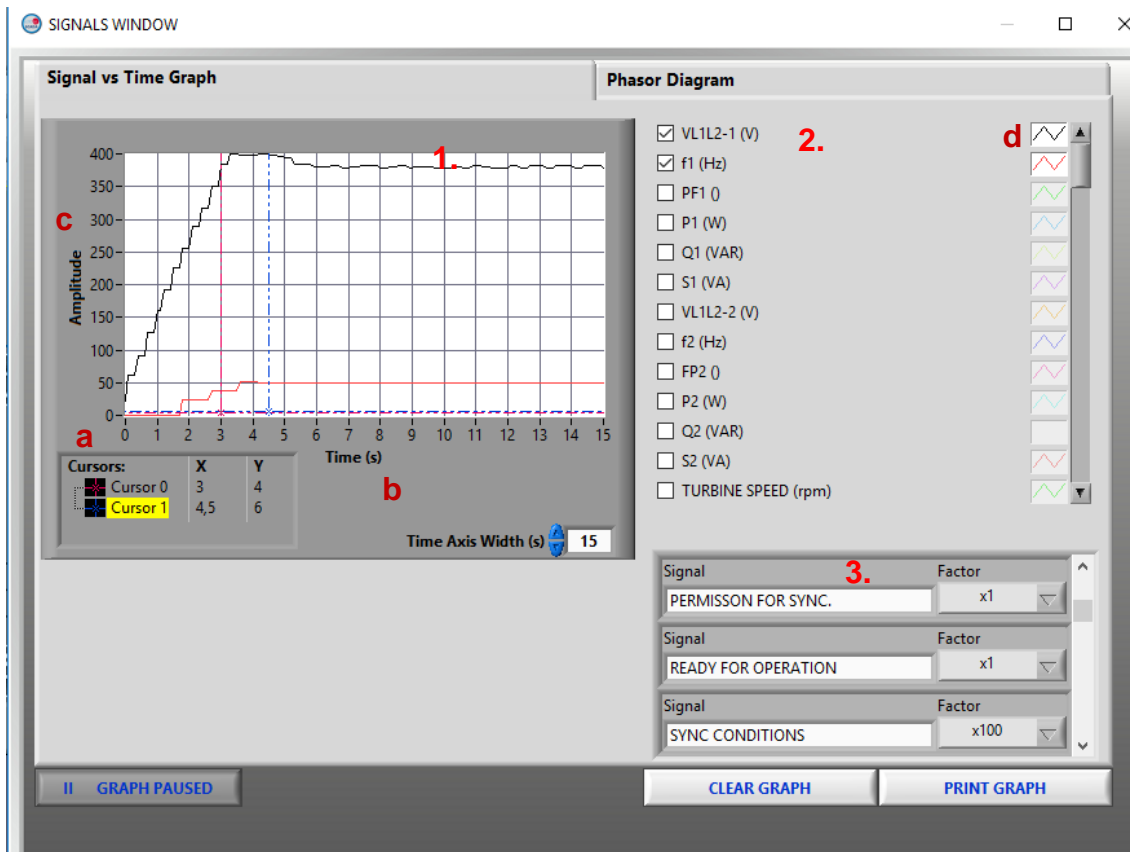 SIGNALS WINDOW
Signal vs Time Graph
Phasor Diagram
1.
2.
d
c
Amplitude
400
350
300
250
200
150
100
50
0
0 1 2 3 4 5 6 7 8 9 10 11 12 13 14 15
Time (s)
a
b
Cursors: X Y
Cursor 0 3 4
Cursor 1 4,5 6
Time Axis Width (s) 15
VL1L2-1 (V)
f1 (Hz)
PF1 ()
P1 (W)
Q1 (VAR)
S1 (VA)
VL1L2-2 (V)
f2 (Hz)
FP2 ()
P2 (W)
Q2 (VAR)
S2 (VA)
TURBINE SPEED (rpm)
3.
Signal Factor
PERMISSON FOR SYNC. x1
Signal Factor
READY FOR OPERATION x1
Signal Factor
SYNC CONDITIONS x100
II GRAPH PAUSED
CLEAR GRAPH
PRINT GRAPH